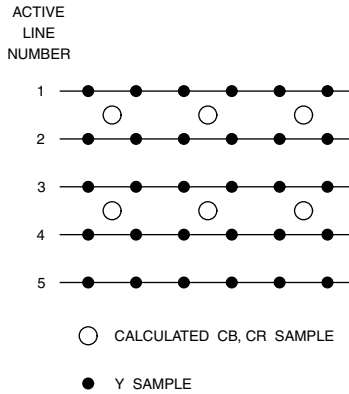 ACTIVE
LINE
NUMBER
1
2
3
4
5
CALCULATED CB, CR SAMPLE
Y SAMPLE